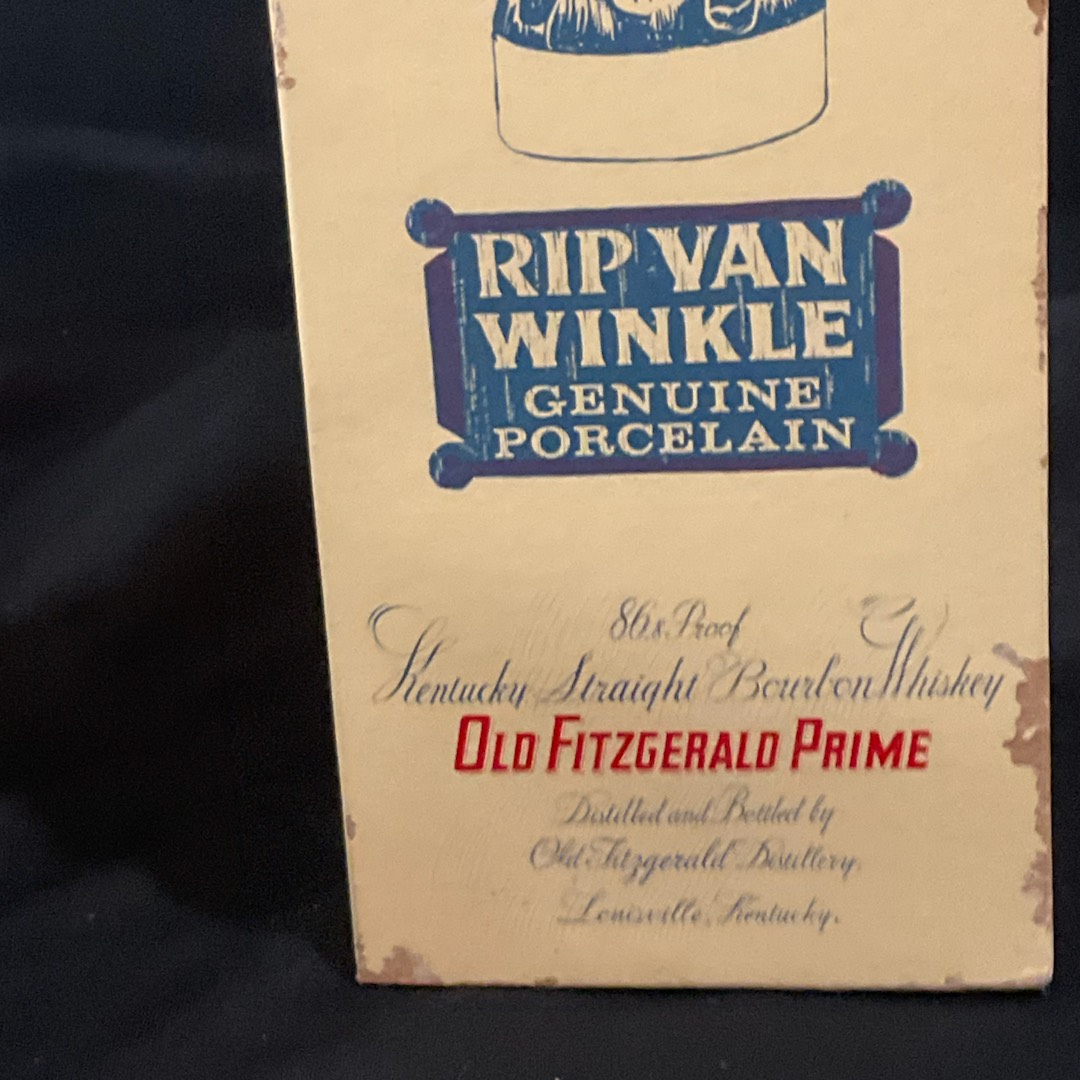 RIP VAN
WINKLE
GENUINE
PORCELAIN
86.8 Proof
Kentucky Straight Bourbon Whiskey
OLD FITZGERALD PRIME
Distilled and Bottled by
Old Fitzgerald Distillery,
Louisville, Kentucky.